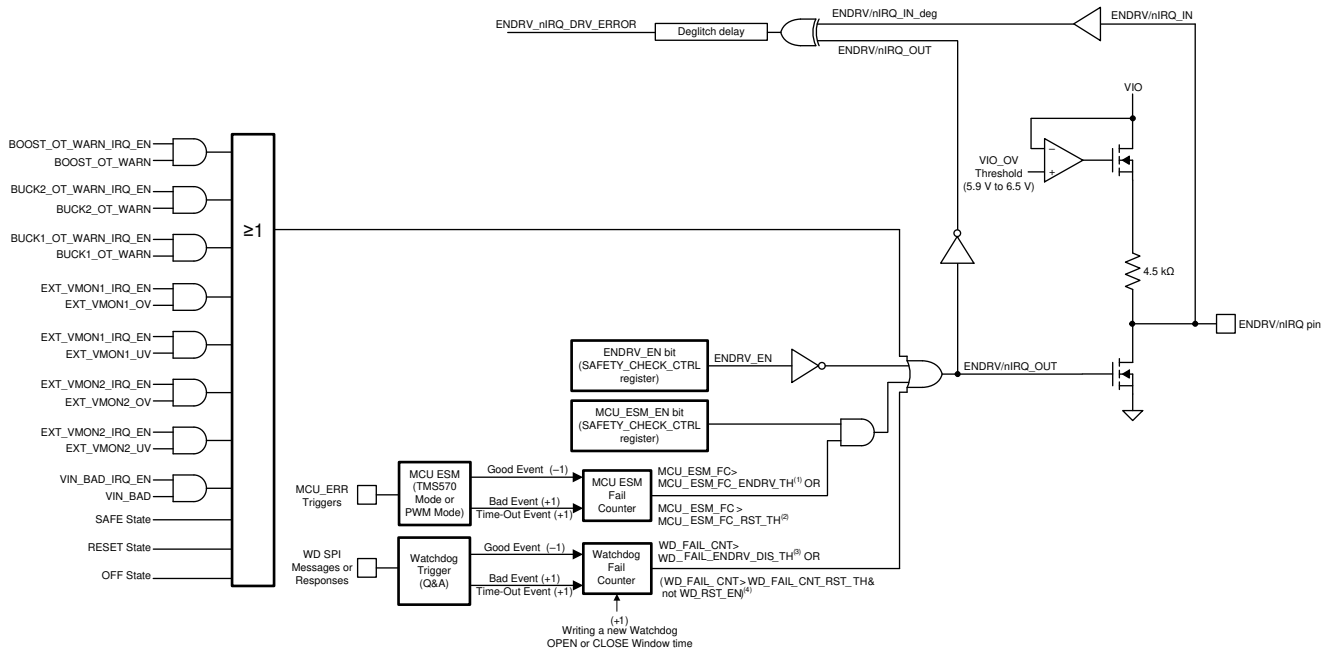 ENDRV_nIRQ_DRV_ERROR
Deglitch delay
ENDRV/nIRQ_IN_deg
ENDRV/nIRQ_IN
ENDRV/nIRQ_OUT
VIO
VIO_OV
Threshold
(5.9 V to 6.5 V)
−
+
4.5 kΩ
ENDRV/nIRQ pin
BOOST_OT_WARN_IRQ_EN
BOOST_OT_WARN
BUCK2_OT_WARN_IRQ_EN
BUCK2_OT_WARN
BUCK1_OT_WARN_IRQ_EN
BUCK1_OT_WARN
EXT_VMON1_IRQ_EN
EXT_VMON1_OV
EXT_VMON1_IRQ_EN
EXT_VMON1_UV
EXT_VMON2_IRQ_EN
EXT_VMON2_OV
EXT_VMON2_IRQ_EN
EXT_VMON2_UV
VIN_BAD_IRQ_EN
VIN_BAD
SAFE State
RESET State
OFF State
≥1
ENDRV_EN bit
(SAFETY_CHECK_CTRL
register)
ENDRV_EN
ENDRV/nIRQ_OUT
MCU_ESM_EN bit
(SAFETY_CHECK_CTRL
register)
MCU_ERR
Triggers
MCU ESM
(TMS570
Mode or
PWM Mode)
Good Event (−1)
Bad Event (+1)
Time-Out Event (+1)
MCU ESM
Fail
Counter
MCU_ESM_FC>
MCU_ESM_FC_ENDRV_TH(1) OR
MCU_ESM_FC >
MCU_ESM_FC_RST_TH(2)
WD SPI
Messages or
Responses
Watchdog
Trigger
(Q&A)
Good Event (−1)
Bad Event (+1)
Time-Out Event (+1)
Watchdog
Fail
Counter
WD_FAIL_CNT>
WD_FAIL_ENDRV_DIS_TH(3) OR
(WD_FAIL_CNT> WD_FAIL_CNT_RST_TH&
not WD_RST_EN)(4)
(+1)
Writing a new Watchdog
OPEN or CLOSE Window time